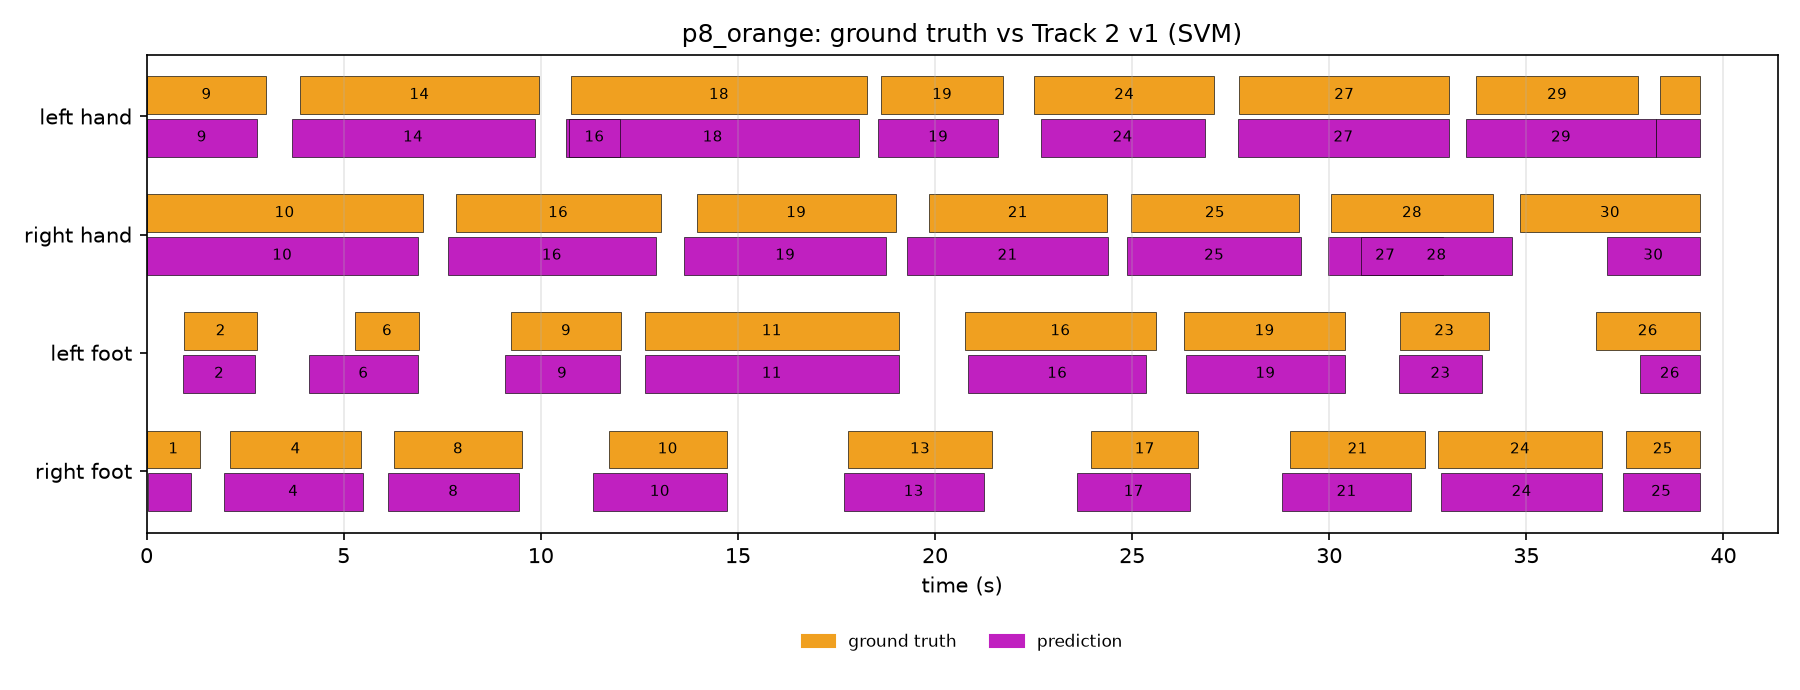 p8_orange: ground truth vs Track 2 v1 (SVM)
left hand
9 14 18 19 24 27 29
9 14 16 18 19 24 27 29
right hand
10 16 19 21 25 28 30
10 16 19 21 25 27 28 30
left foot
2 6 9 11 16 19 23 26
2 6 9 11 16 19 23 26
right foot
1 4 8 10 13 17 21 24 25
4 8 10 13 17 21 24 25
0 5 10 15 20 25 30 35 40
time (s)
ground truth prediction